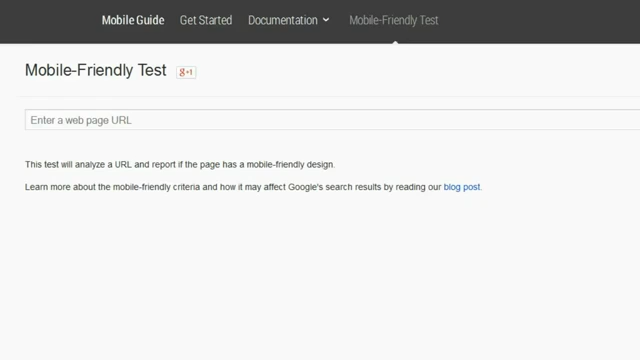 Mobile Guide Get Started Documentation Mobile-Friendly Test
Mobile-Friendly Test g+1
Enter a web page URL
This test will analyze a URL and report if the page has a mobile-friendly design.
Learn more about the mobile-friendly criteria and how it may affect Google's search results by reading our blog post.